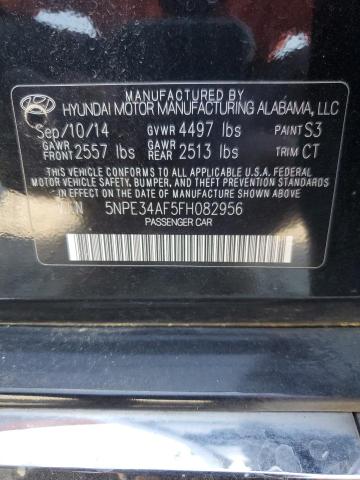 MANUFACTURED BY
HYUNDAI MOTOR MANUFACTURING ALABAMA, LLC
Sep/10/14 GVWR 4497 lbs PAINT S3
GAWR FRONT 2557 lbs GAWR REAR 2513 lbs TRIM CT
THIS VEHICLE CONFORMS TO ALL APPLICABLE U.S.A. FEDERAL
MOTOR VEHICLE SAFETY, BUMPER, AND THEFT PREVENTION
STANDARDS IN EFFECT ON THE DATE OF MANUFACTURE SHOWN ABOVE.
5NPE34AF5FH082956
PASSENGER CAR